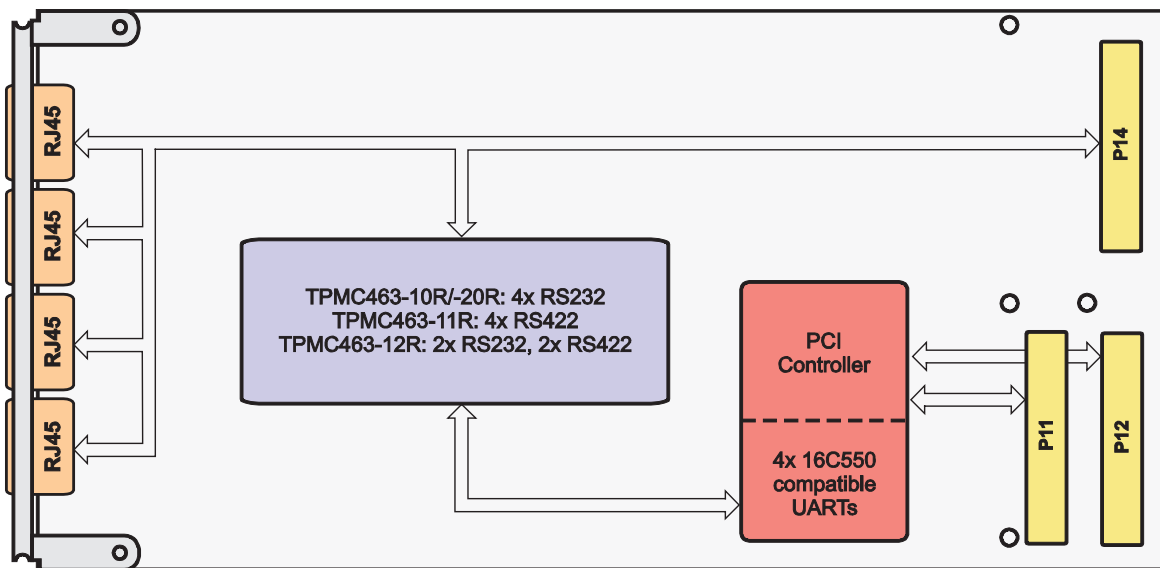 RJ45
RJ45
RJ45
RJ45
P14
TPMC463-10R/-20R: 4x RS232
TPMC463-11R: 4x RS422
TPMC463-12R: 2x RS232, 2x RS422
PCI
Controller
4x 16C550
compatible
UARTs
P11
P12